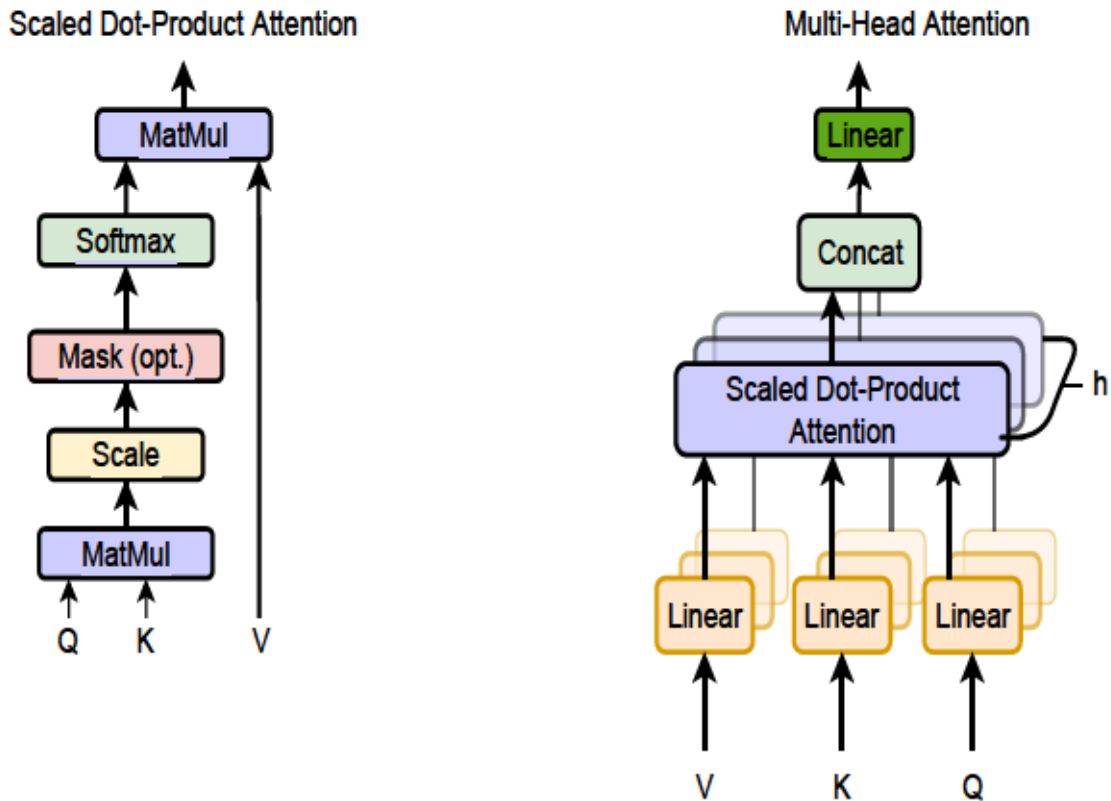 Scaled Dot-Product Attention
MatMul
Softmax
Mask (opt.)
Scale
MatMul
Q K V
Multi-Head Attention
Linear
Concat
Scaled Dot-Product
Attention
h
Linear Linear Linear
V K Q